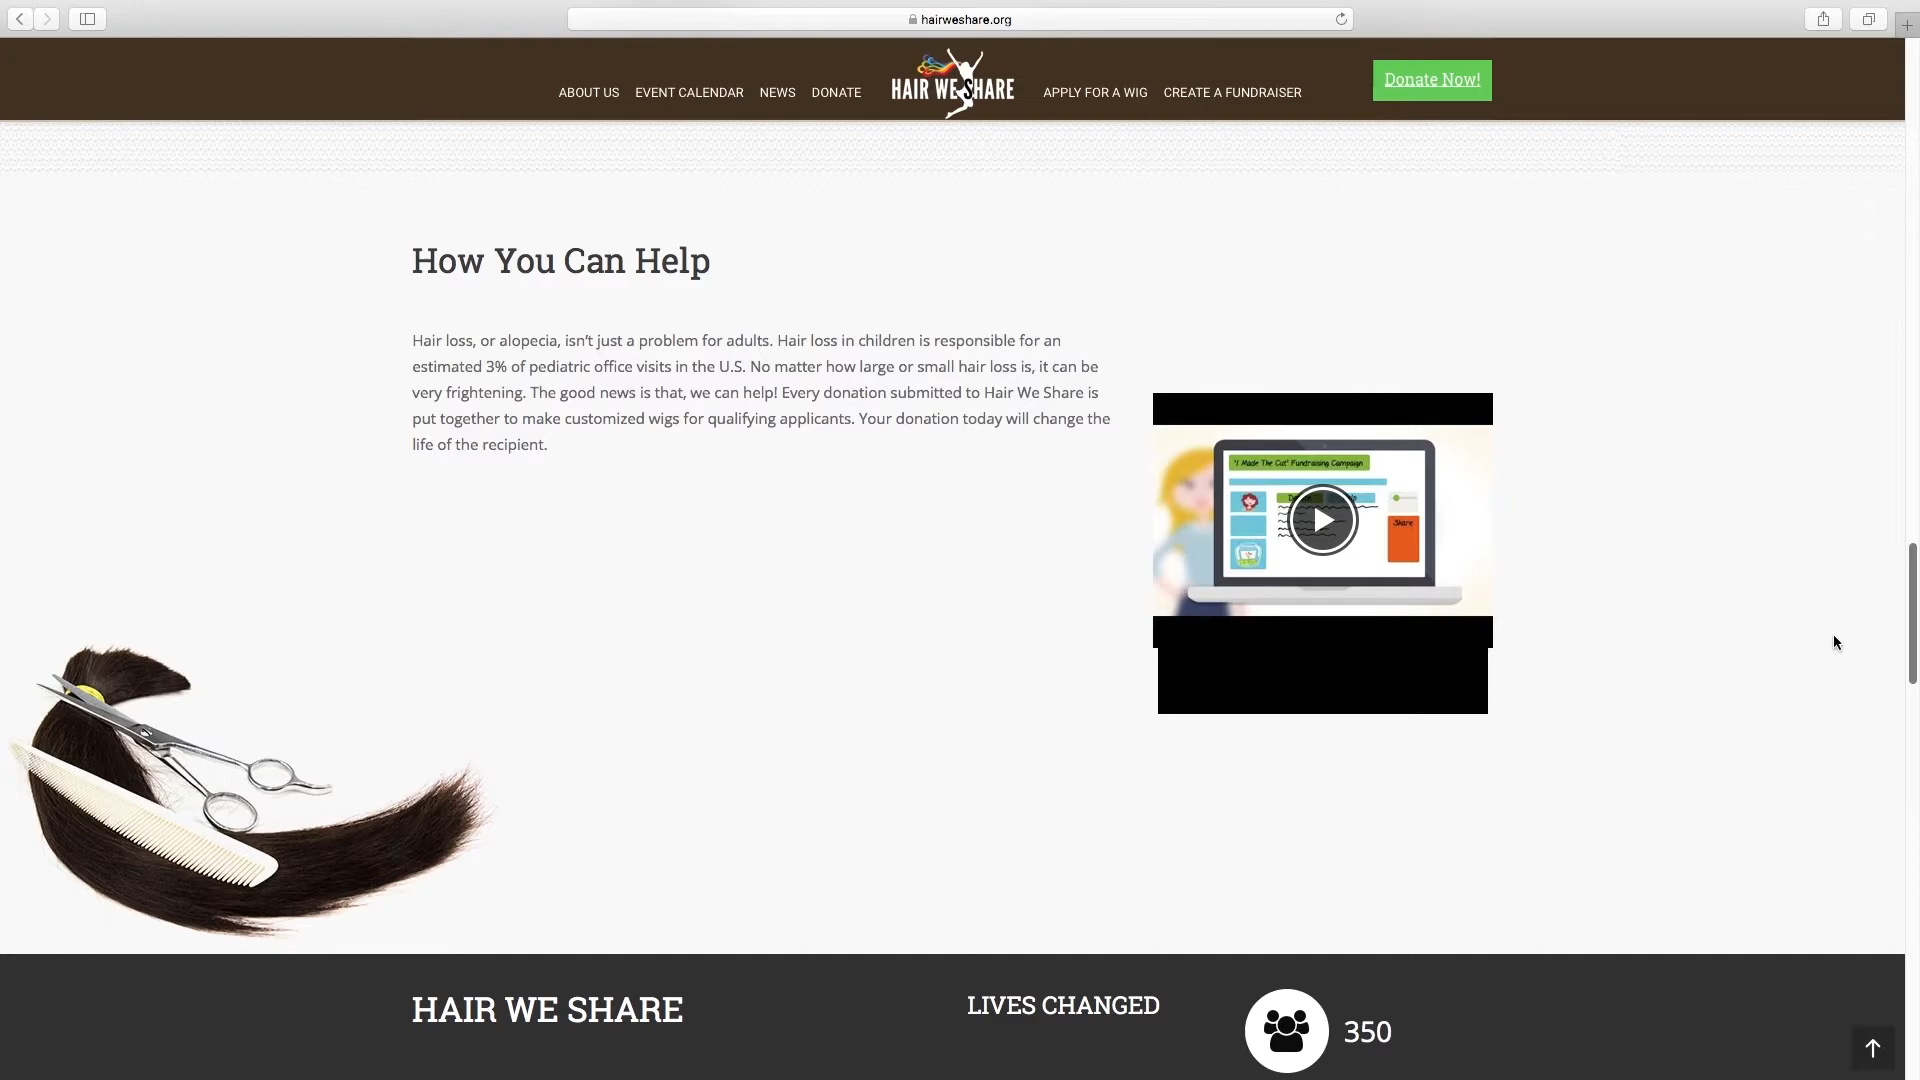 hairweshare.org
ABOUT US EVENT CALENDAR NEWS DONATE HAIR WE SHARE APPLY FOR A WIG CREATE A FUNDRAISER Donate Now!
How You Can Help
Hair loss, or alopecia, isn't just a problem for adults. Hair loss in children is responsible for an
estimated 3% of pediatric office visits in the U.S. No matter how large or small hair loss is, it can be
very frightening. The good news is that, we can help! Every donation submitted to Hair We Share is
put together to make customized wigs for qualifying applicants. Your donation today will change the
life of the recipient.
'I Made The Cut' Fundraising Campaign
Share
HAIR WE SHARE
LIVES CHANGED
350